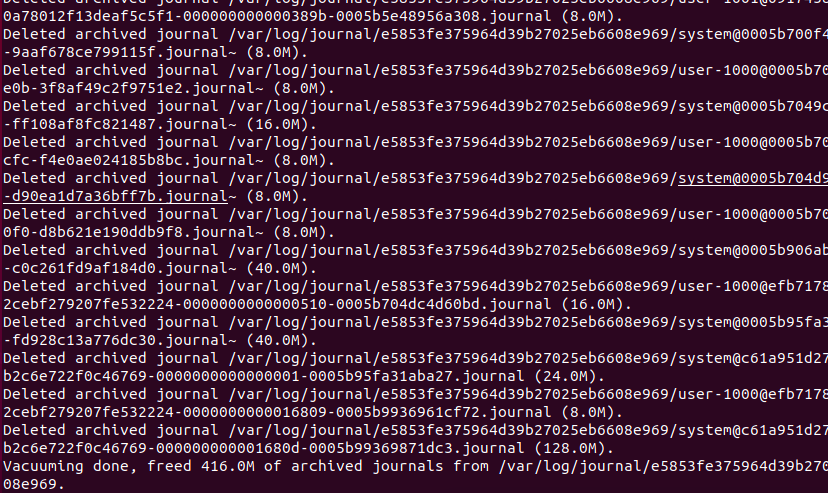 0a78012f13deaf5c5f1-000000000000389b-0005b5e48956a308.journal (8.0M).
Deleted archived journal /var/log/journal/e5853fe375964d39b27025eb6608e969/system@0005b700f4
-9aaf678ce799115f.journal~ (8.0M).
Deleted archived journal /var/log/journal/e5853fe375964d39b27025eb6608e969/user-1000@0005b70
e0b-3f8af49c2f9751e2.journal~ (8.0M).
Deleted archived journal /var/log/journal/e5853fe375964d39b27025eb6608e969/system@0005b7049c
-ff108af8fc821487.journal~ (16.0M).
Deleted archived journal /var/log/journal/e5853fe375964d39b27025eb6608e969/user-1000@0005b70
cfc-f4e0ae024185b8bc.journal~ (8.0M).
Deleted archived journal /var/log/journal/e5853fe375964d39b27025eb6608e969/system@0005b704d9
-d90ea1d7a36bff7b.journal~ (8.0M).
Deleted archived journal /var/log/journal/e5853fe375964d39b27025eb6608e969/user-1000@0005b70
0f0-d8b621e190ddb9f8.journal~ (8.0M).
Deleted archived journal /var/log/journal/e5853fe375964d39b27025eb6608e969/system@0005b906ab
-c0c261fd9af184d0.journal~ (40.0M).
Deleted archived journal /var/log/journal/e5853fe375964d39b27025eb6608e969/user-1000@efb7178
2cebf279207fe532224-0000000000000510-0005b704dc4d60bd.journal (16.0M).
Deleted archived journal /var/log/journal/e5853fe375964d39b27025eb6608e969/system@0005b95fa3
-fd928c13a776dc30.journal~ (40.0M).
Deleted archived journal /var/log/journal/e5853fe375964d39b27025eb6608e969/system@c61a951d27
b2c6e722f0c46769-0000000000000001-0005b95fa31aba27.journal (24.0M).
Deleted archived journal /var/log/journal/e5853fe375964d39b27025eb6608e969/user-1000@efb7178
2cebf279207fe532224-0000000000016809-0005b9936961cf72.journal (8.0M).
Deleted archived journal /var/log/journal/e5853fe375964d39b27025eb6608e969/system@c61a951d27
b2c6e722f0c46769-000000000001680d-0005b99369871dc3.journal (128.0M).
Vacuuming done, freed 416.0M of archived journals from /var/log/journal/e5853fe375964d39b270
08e969.